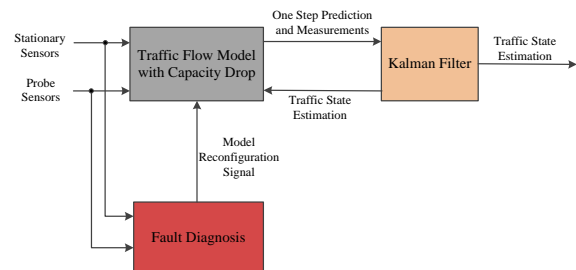 Stationary
Sensors
Probe
Sensors
Traffic Flow Model
with Capacity Drop
One Step Prediction
and Measurements
Traffic State
Estimation
Kalman Filter
Traffic State
Estimation
Model
Reconfiguration
Signal
Fault Diagnosis